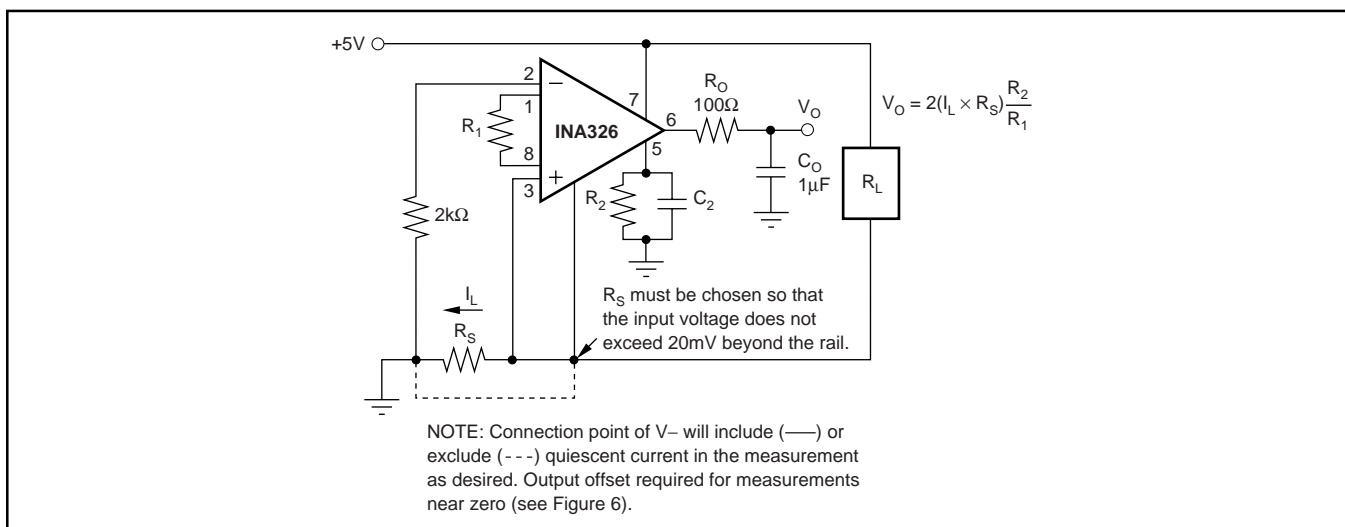 +5V
2
1
R1
8
3
−
+
INA326
7
6
5
RO
100Ω
VO
VO = 2(IL × RS) R2/R1
CO
1μF
RL
R2
C2
2kΩ
IL
RS
RS must be chosen so that
the input voltage does not
exceed 20mV beyond the rail.
NOTE: Connection point of V– will include (——) or
exclude (- - -) quiescent current in the measurement
as desired. Output offset required for measurements
near zero (see Figure 6).